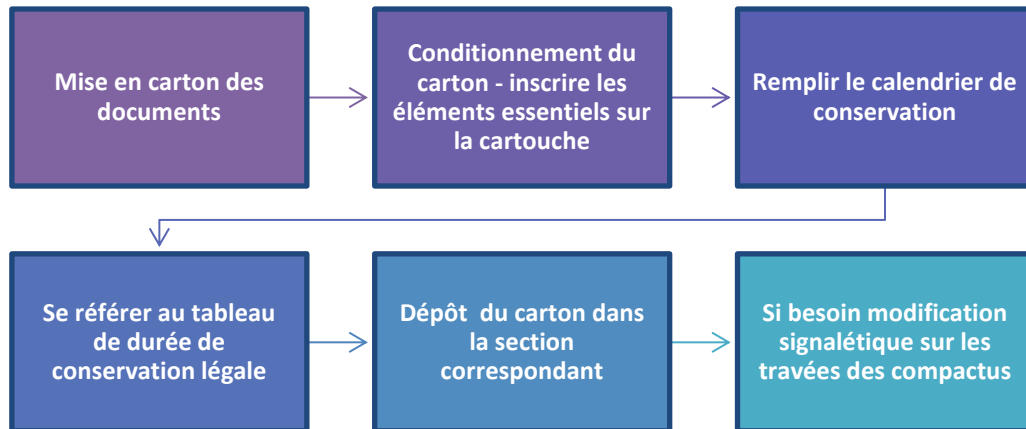 Mise en carton des
documents
Conditionnement du
carton - inscrire les
éléments essentiels sur
la cartouche
Remplir le calendrier de
conservation
Se référer au tableau
de durée de
conservation légale
Dépôt  du carton dans
la section
correspondant
Si besoin modification
signalétique sur les
travées des compactus